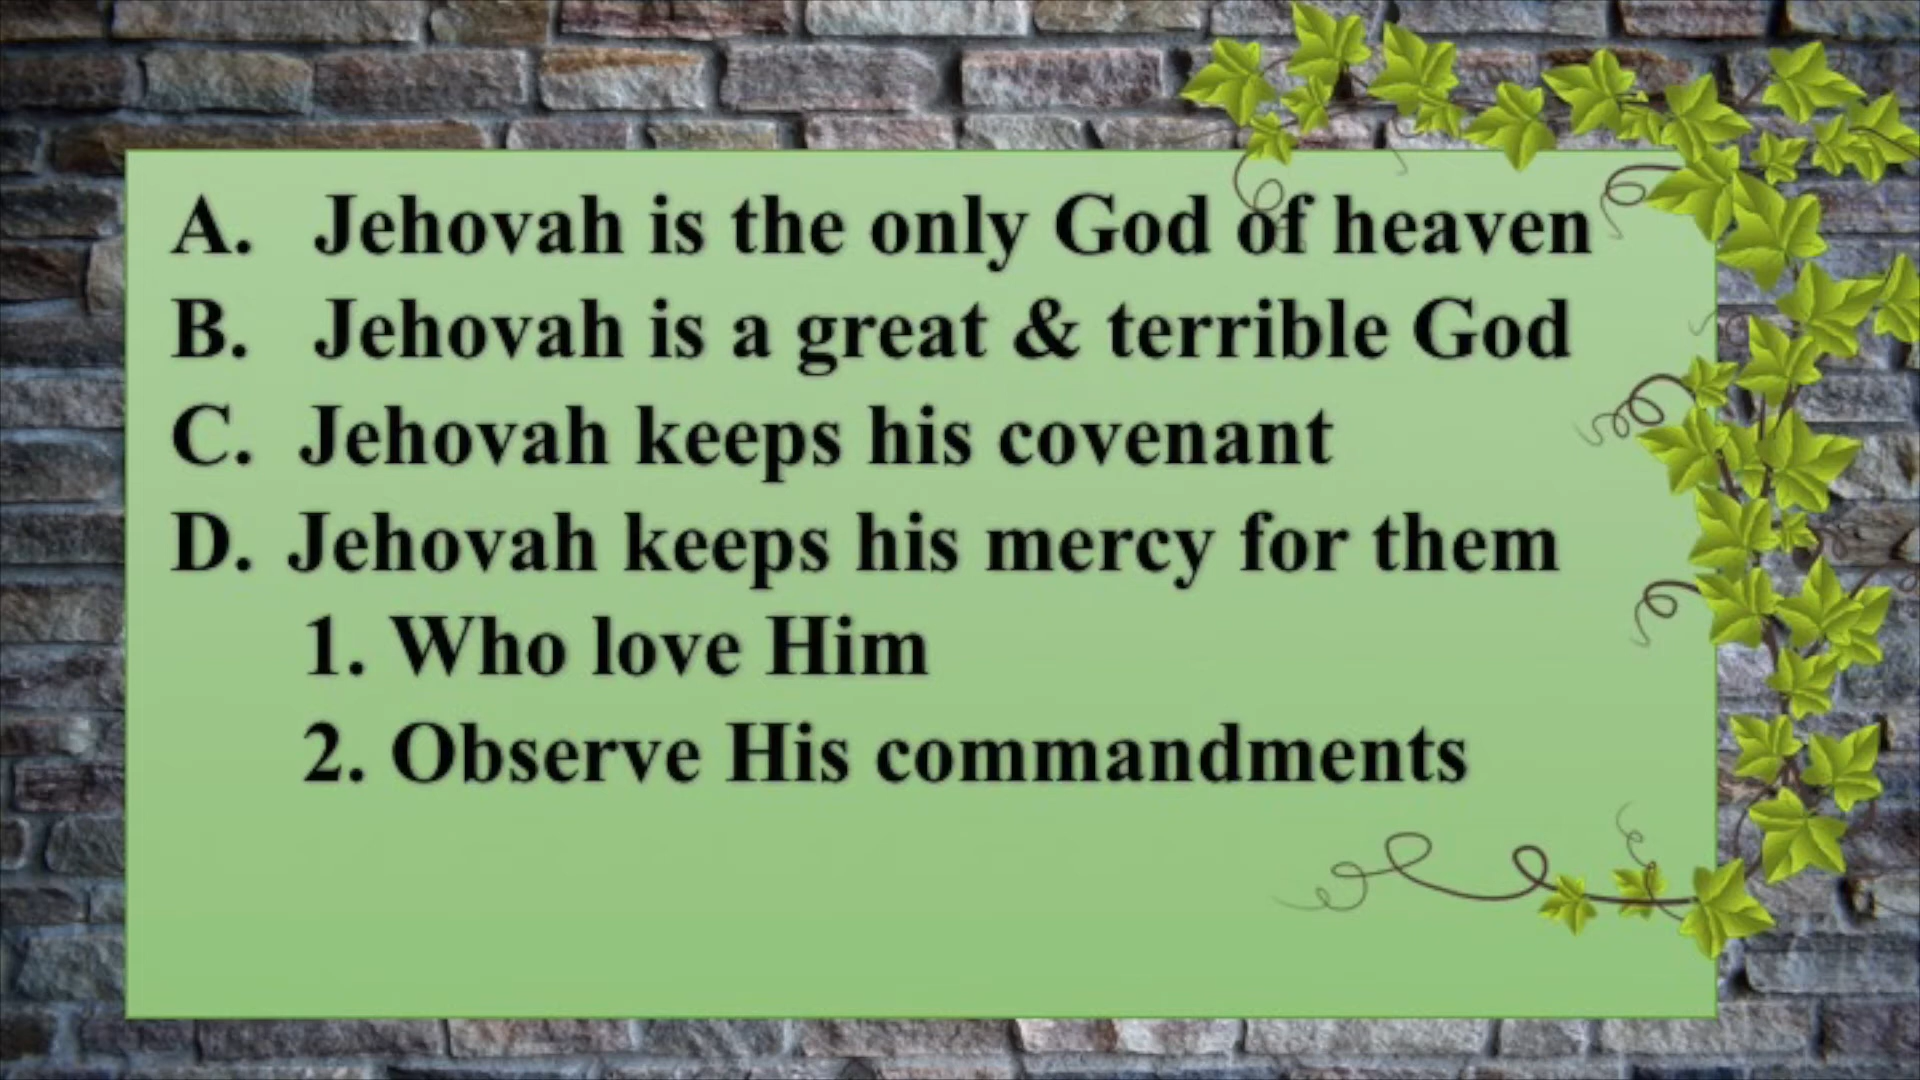 A. Jehovah is the only God of heaven
B. Jehovah is a great & terrible God
C. Jehovah keeps his covenant
D. Jehovah keeps his mercy for them
1. Who love Him
2. Observe His commandments